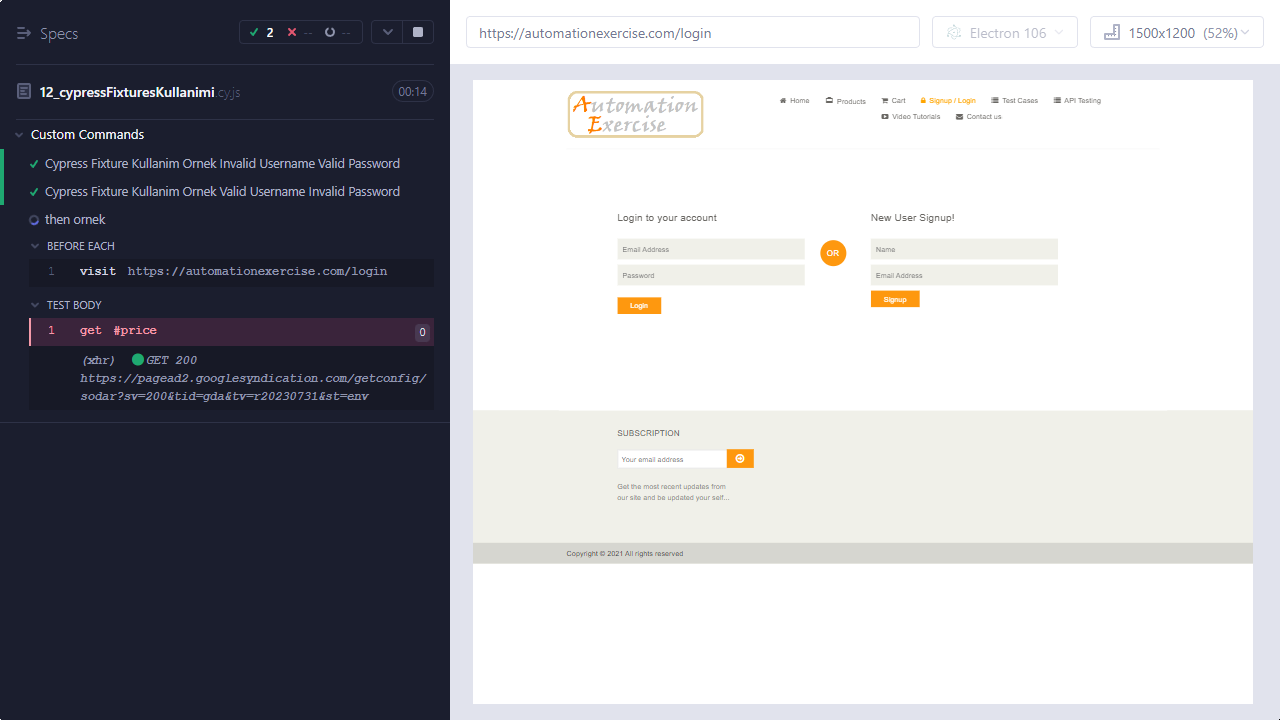 Specs
2
--
--
12_cypressFixturesKullanimi.cy.js
00:14
Custom Commands
Cypress Fixture Kullanim Ornek Invalid Username Valid Password
Cypress Fixture Kullanim Ornek Valid Username Invalid Password
then ornek
BEFORE EACH
1 visit https://automationexercise.com/login
TEST BODY
1 get #price 0
(xhr) GET 200
https://pagead2.googlesyndication.com/getconfig/
sodar?sv=200&tid=gda&tv=r20230731&st=env
https://automationexercise.com/login
Electron 106
1500x1200 (52%)
Automation
Exercise
Home Products Cart Signup / Login Test Cases API Testing
Video Tutorials Contact us
Login to your account
Email Address
Password
Login
OR
New User Signup!
Name
Email Address
Signup
SUBSCRIPTION
Your email address
Get the most recent updates from
our site and be updated your self...
Copyright © 2021 All rights reserved